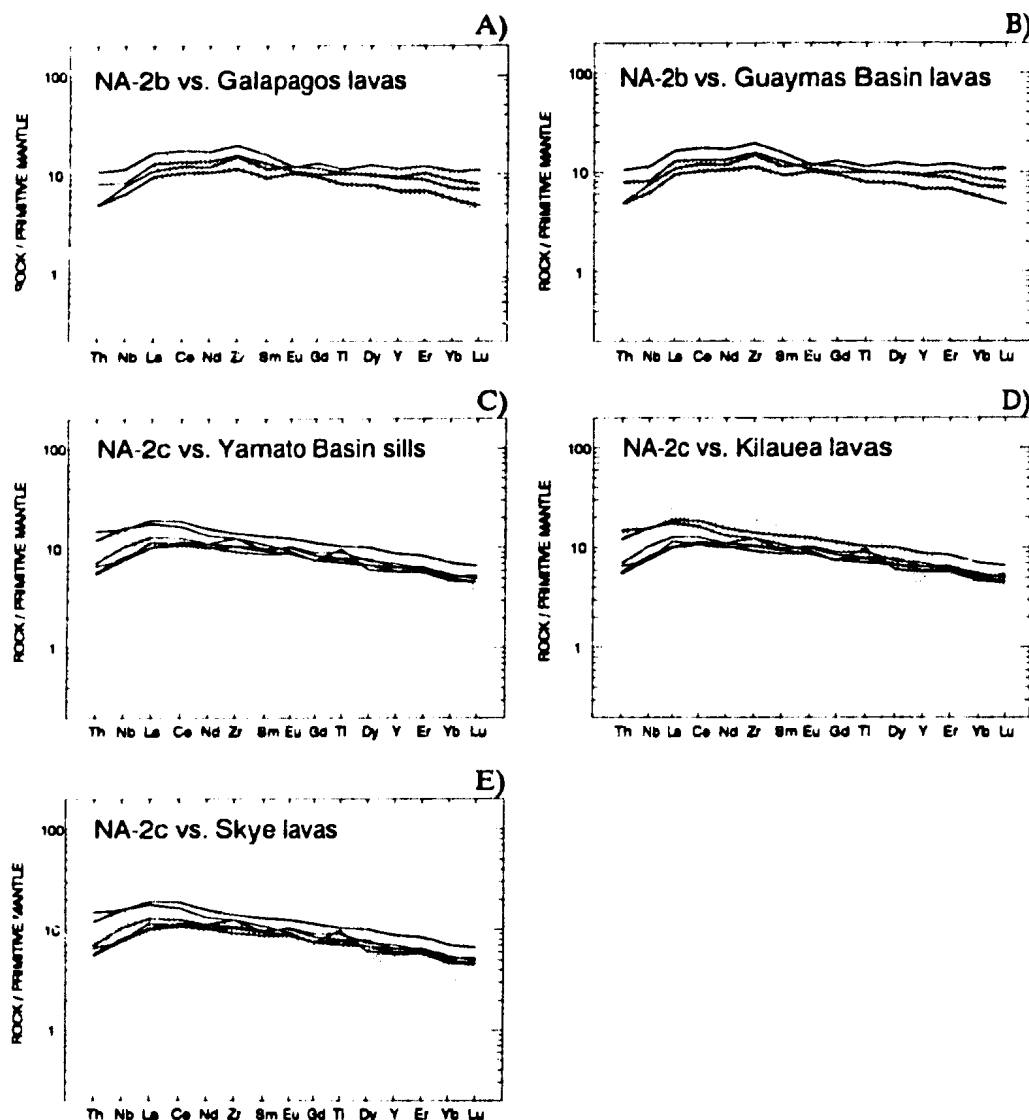 A)
NA-2b vs. Galapagos lavas
100
10
1
ROCK / PRIMITIVE MANTLE
Th Nb La Ce Nd Zr Sm Eu Gd Ti Dy Y Er Yb Lu
B)
NA-2b vs. Guaymas Basin lavas
100
10
1
ROCK / PRIMITIVE MANTLE
Th Nb La Ce Nd Zr Sm Eu Gd Ti Dy Y Er Yb Lu
C)
NA-2c vs. Yamato Basin sills
100
10
1
ROCK / PRIMITIVE MANTLE
Th Nb La Ce Nd Zr Sm Eu Gd Ti Dy Y Er Yb Lu
D)
NA-2c vs. Kilauea lavas
100
10
1
ROCK / PRIMITIVE MANTLE
Th Nb La Ce Nd Zr Sm Eu Gd Ti Dy Y Er Yb Lu
E)
NA-2c vs. Skye lavas
100
10
1
ROCK / PRIMITIVE MANTLE
Th Nb La Ce Nd Zr Sm Eu Gd Ti Dy Y Er Yb Lu